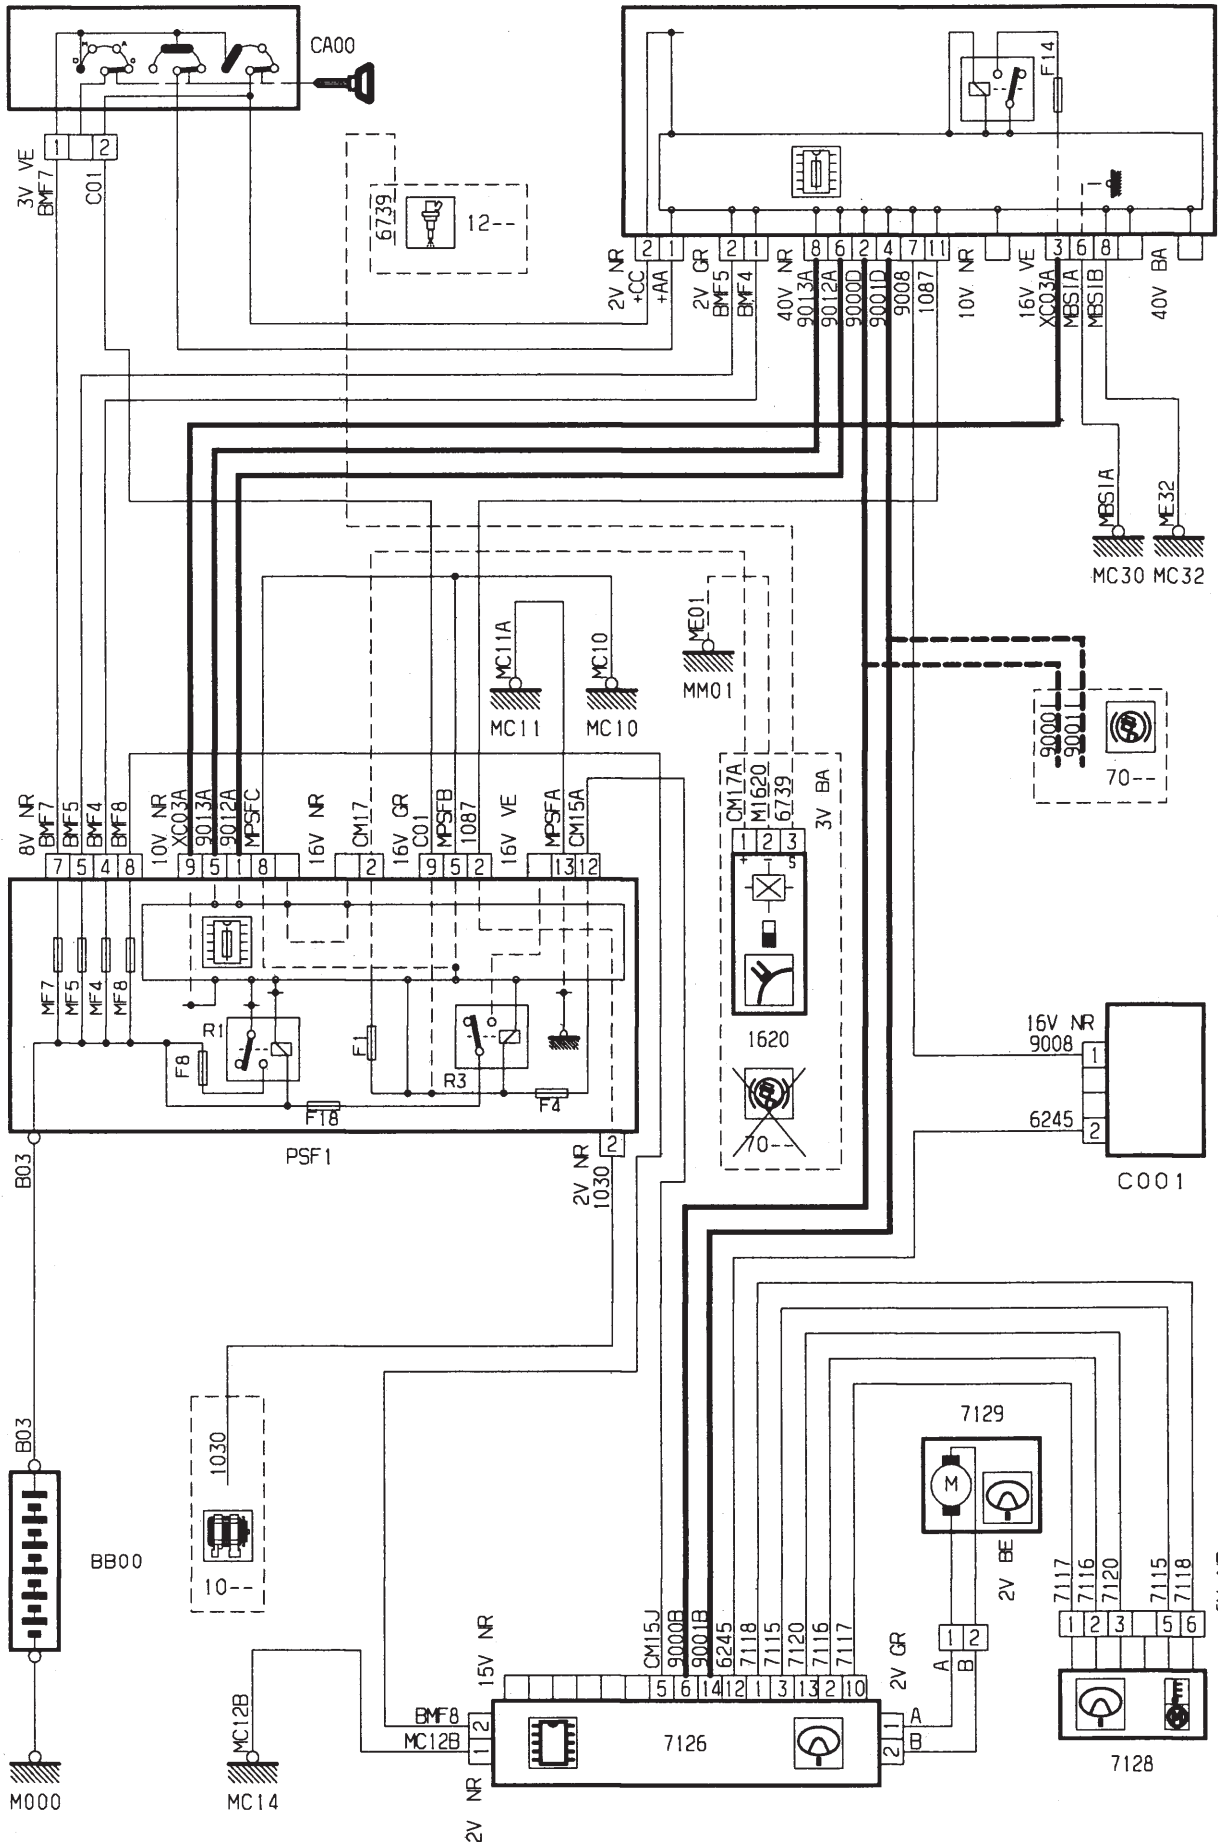 CA00
F14
3V VE
1
2
BMF7
C01
6739
12--
2V NR
2
1
+CC
+AA
2V GR
2
1
BMF5
BMF4
40V NR
8
6
2
4
7
11
9013A
9012A
9000D
9001D
9008
1087
10V NR
16V VE
3
6
8
XC03A
MBS1A
MBS1B
40V BA
MBS1A
ME32
MC30
MC32
MC11A
MC10
MC11
MC10
ME01
MM01
9000J
9001J
70--
8V NR
BMF7
BMF5
BMF4
BMF8
7
5
4
8
10V NR
XC03A
9013A
9012A
MPSFC
9
5
1
8
16V NR
CM17
2
16V GR
C01
MPSFB
1087
9
5
2
16V VE
MPSFA
CM15A
13
12
CM17A
M1620
6739
3V BA
1
2
3
+
-
S
1620
70--
MF7
MF5
MF4
MF8
R1
F8
F18
F1
R3
F4
PSF1
B03
2V NR
2
1030
16V NR
9008
1
6245
2
C001
B03
BB00
M000
1030
10--
MC12B
MC14
7129
M
2V BE
1
2
A
B
7117
7116
7120
7115
7118
1
2
3
5
6
7128
15V NR
CM15J
9000B
9001B
6245
7118
7115
7120
7116
7117
5
6
14
12
1
3
13
2
10
2V GR
BMF8
2
MC12B
1
2V NR
7126
1
A
2
B